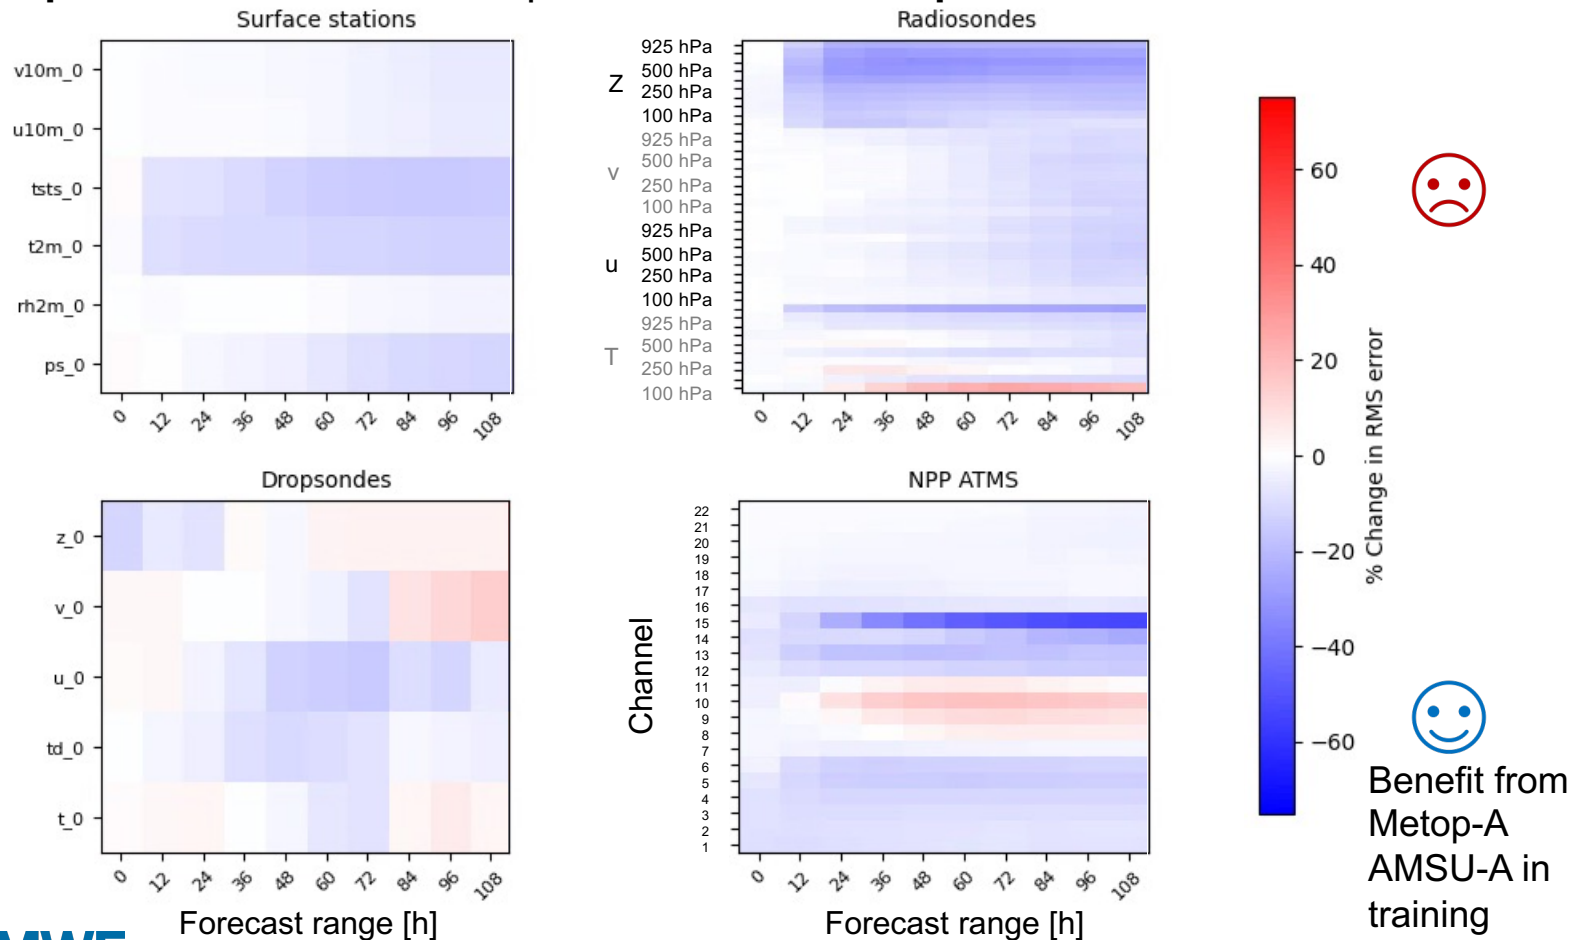 Surface stations
v10m_0
u10m_0
tsts_0
t2m_0
rh2m_0
ps_0
0 12 24 36 48 60 72 84 96 108
Radiosondes
Z
925 hPa
500 hPa
250 hPa
100 hPa
v
925 hPa
500 hPa
250 hPa
100 hPa
u
925 hPa
500 hPa
250 hPa
100 hPa
T
925 hPa
500 hPa
250 hPa
100 hPa
0 12 24 36 48 60 72 84 96 108
Dropsondes
z_0
v_0
u_0
td_0
t_0
0 12 24 36 48 60 72 84 96 108
Forecast range [h]
NPP ATMS
Channel
22
21
20
19
18
17
16
15
14
13
12
11
10
9
8
7
6
5
4
3
2
1
0 12 24 36 48 60 72 84 96 108
Forecast range [h]
60
40
20
0
−20
−40
−60
% Change in RMS error
Benefit from
Metop-A
AMSU-A in
training